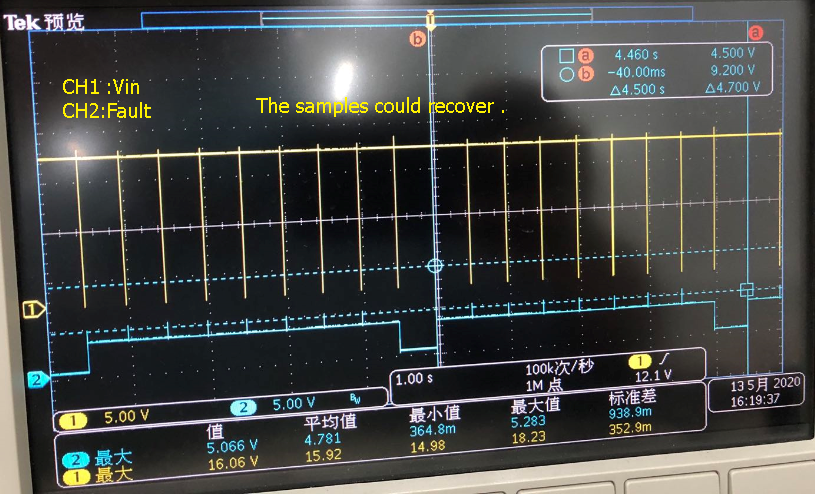 Tek 预览
a
b
a 4.460 s 4.500 V
b −40.00ms 9.200 V
Δ4.500 s Δ4.700 V
CH1 :Vin
CH2:Fault
The samples could recover .
1
2
1 5.00 V 2 5.00 V BW
1.00 s 100k次/秒 1 12.1 V
1M 点
值 平均值 最小值 最大值 标准差
2 最大 5.066 V 4.781 364.8m 5.283 938.9m
1 最大 16.06 V 15.92 14.98 18.23 352.9m
13 5月 2020
16:19:37